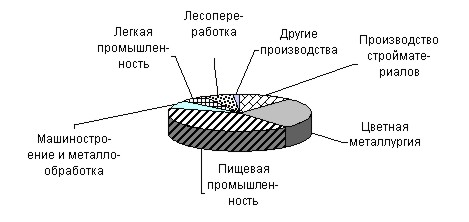 Лесопере-
работка
Легкая
промышлен-
ность
Другие
производства
Производство
строймате-
риалов
Машиностро-
ение и металло-
обработка
Пищевая
промышлен-
ность
Цветная
металлургия